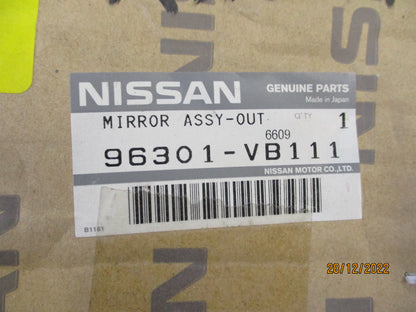 NISSAN
GENUINE PARTS
Made in Japan
MIRROR ASSY-OUT
Q'TY
1
6609
96301-VB111
NISSAN MOTOR CO.,LTD.
B1161
29/12/2022